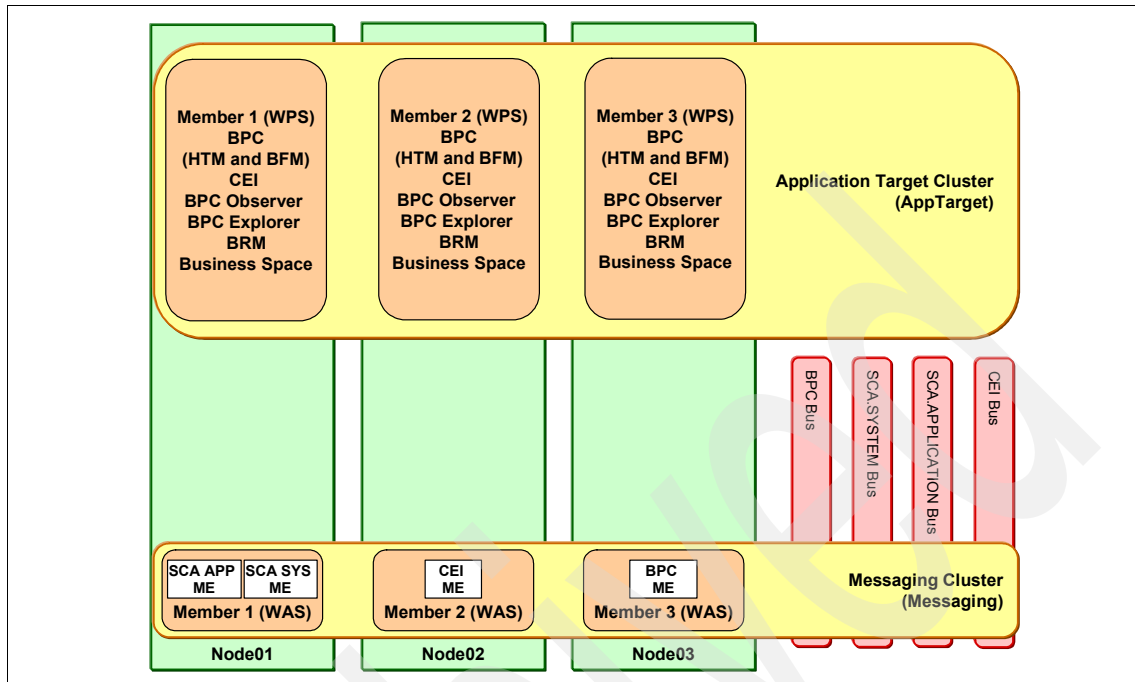 Member 1 (WPS)
BPC
(HTM and BFM)
CEI
BPC Observer
BPC Explorer
BRM
Business Space
Member 2 (WPS)
BPC
(HTM and BFM)
CEI
BPC Observer
BPC Explorer
BRM
Business Space
Member 3 (WPS)
BPC
(HTM and BFM)
CEI
BPC Observer
BPC Explorer
BRM
Business Space
Application Target Cluster
(AppTarget)
BPC Bus
SCA.SYSTEM Bus
SCA.APPLICATION Bus
CEI Bus
SCA APP
ME
SCA SYS
ME
Member 1 (WAS)
CEI
ME
Member 2 (WAS)
BPC
ME
Member 3 (WAS)
Messaging Cluster
(Messaging)
Node01
Node02
Node03